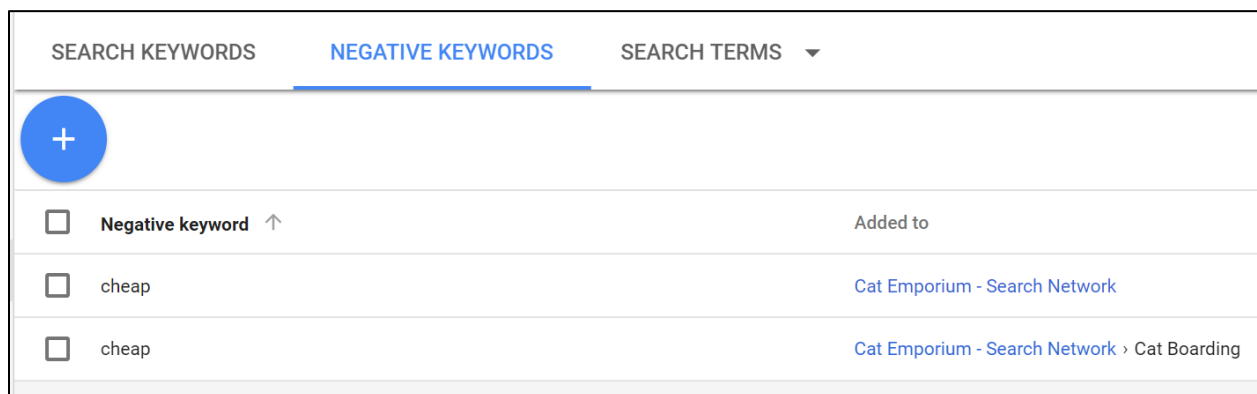 SEARCH KEYWORDS NEGATIVE KEYWORDS SEARCH TERMS
+
Negative keyword ↑ Added to
cheap Cat Emporium - Search Network
cheap Cat Emporium - Search Network › Cat Boarding